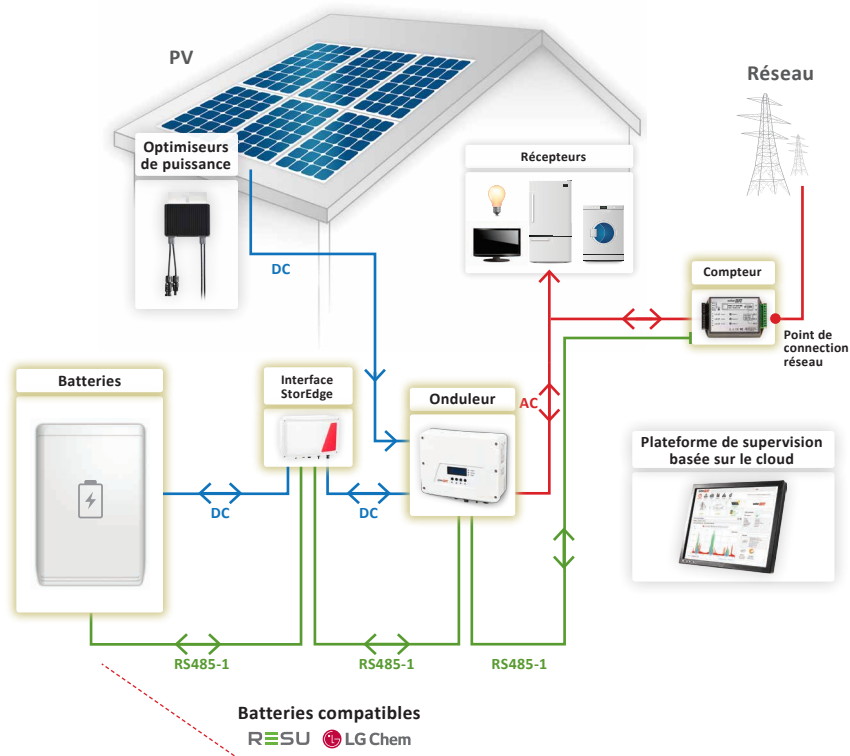 PV
Réseau
Optimiseurs
de puissance
Récepteurs
DC
Compteur
Point de
connection
réseau
Batteries
Interface
StorEdge
Onduleur
AC
Plateforme de supervision
basée sur le cloud
DC
DC
RS485-1
RS485-1
RS485-1
Batteries compatibles
RESU LG Chem